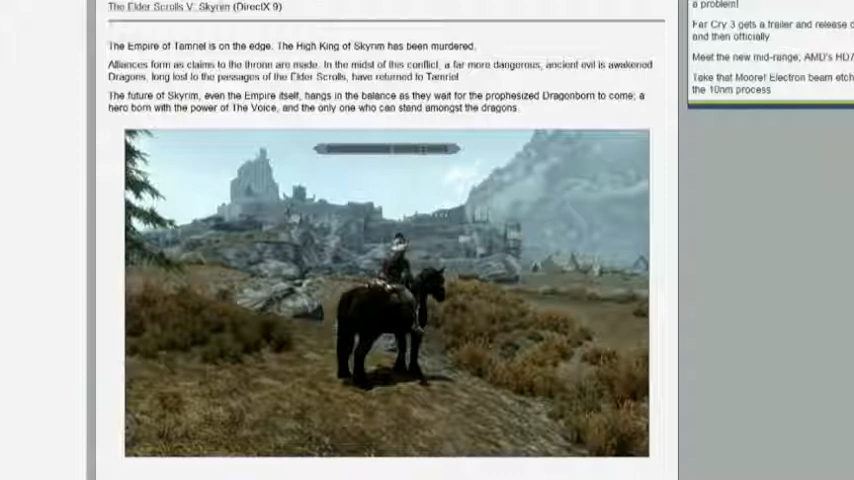 The Elder Scrolls V: Skyrim (DirectX 9)
The Empire of Tamriel is on the edge. The High King of Skyrim has been murdered.
Alliances form as claims to the throne are made. In the midst of this conflict, a far more dangerous, ancient evil is awakened.
Dragons, long lost to the passages of the Elder Scrolls, have returned to Tamriel.
The future of Skyrim, even the Empire itself, hangs in the balance as they wait for the prophesized Dragonborn to come; a
hero born with the power of The Voice, and the only one who can stand amongst the dragons.
a problem!
Far Cry 3 gets a trailer and release
and then officially
Meet the new mid-range, AMD's HD7
Take that Moore! Electron beam etch
the 10nm process